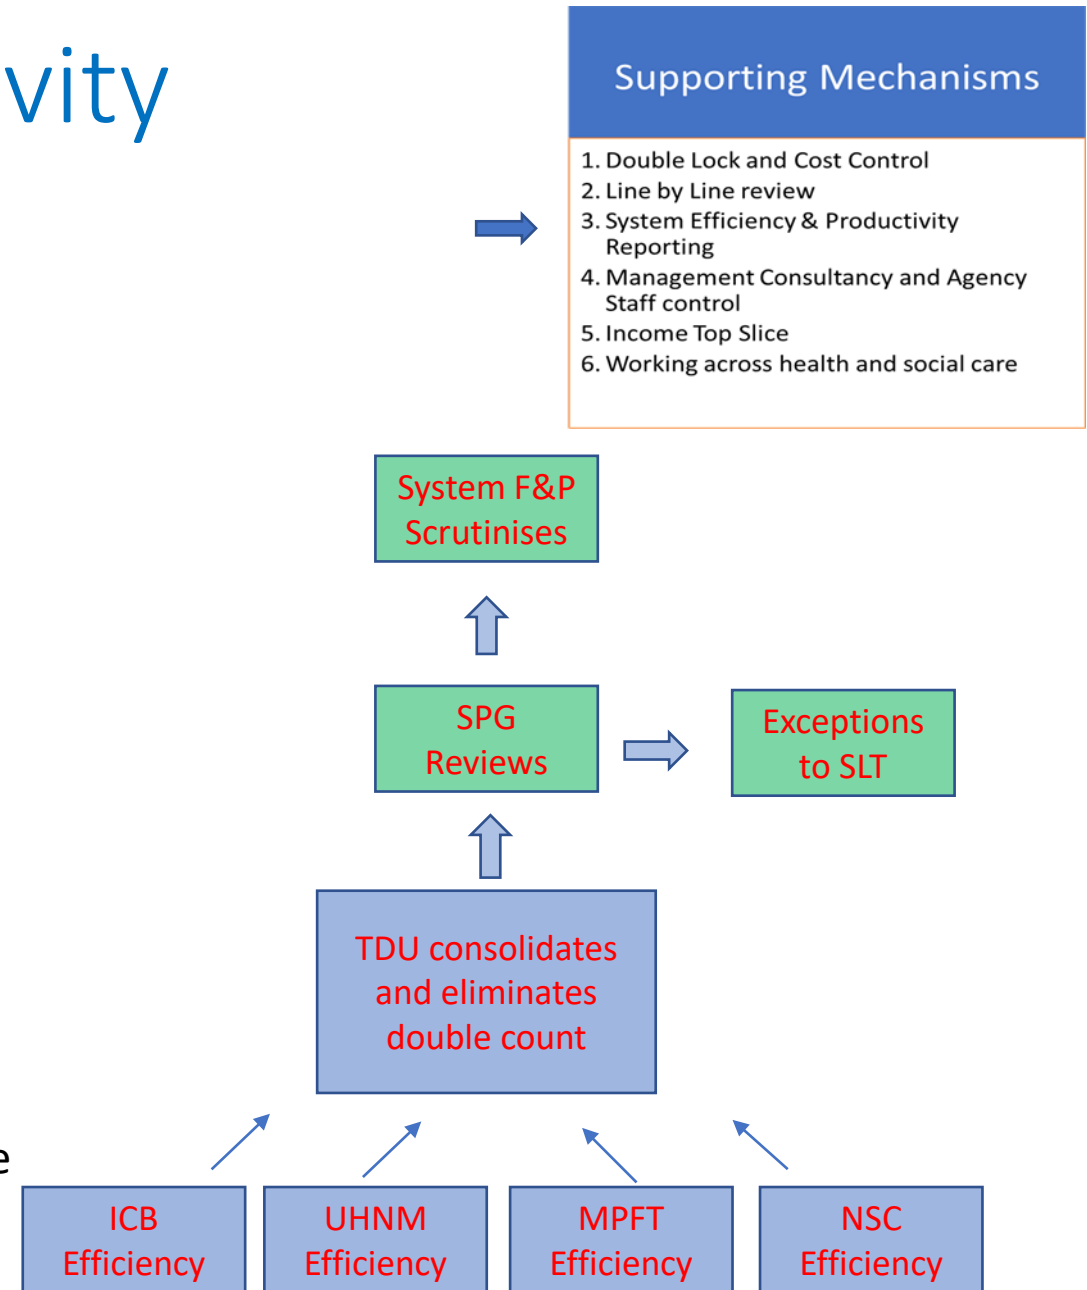 vity
Supporting Mechanisms
1. Double Lock and Cost Control
2. Line by Line review
3. System Efficiency & Productivity
Reporting
4. Management Consultancy and Agency
Staff control
5. Income Top Slice
6. Working across health and social care
System F&P
Scrutinises
SPG
Reviews
Exceptions
to SLT
TDU consolidates
and eliminates
double count
e
ICB
Efficiency
UHNM
Efficiency
MPFT
Efficiency
NSC
Efficiency